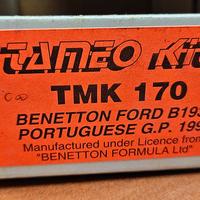 TAMEO Kit
TMK 170
BENETTON FORD B193
PORTUGUESE G.P. 199
Manufactured under Licence from
"BENETTON FORMULA Ltd"